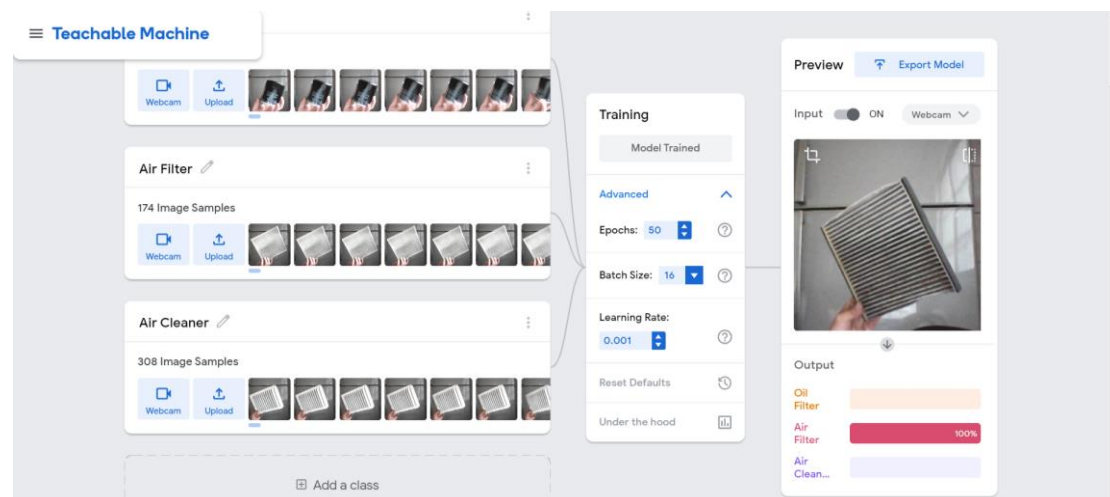 Teachable Machine
Webcam
Upload
Air Filter
174 Image Samples
Webcam
Upload
Air Cleaner
308 Image Samples
Webcam
Upload
Add a class
Training
Model Trained
Advanced
Epochs: 50
Batch Size: 16
Learning Rate:
0.001
Reset Defaults
Under the hood
Preview
Export Model
Input ON Webcam
Output
Oil
Filter
Air
Filter
100%
Air
Clean...